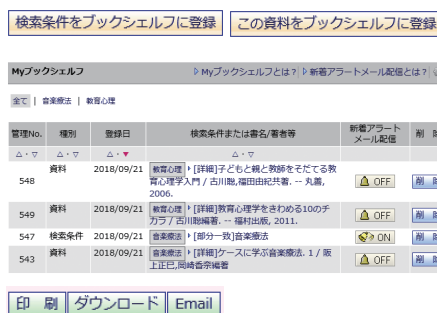 検索条件をブックシェルフに登録 この資料をブックシェルフに登録
Myブックシェルフ ▷Myブックシェルフとは? ▷新着アラートメール配信とは?
全て | 音楽療法 | 教育心理
管理No. 種別 登録日 検索条件または書名/著者等 新着アラートメール配信 削 除
△・▽ △・▽ △・▼ △・▽
548 資料 2018/09/21 教育心理 [詳細]子どもと親と教師をそだてる教
育心理学入門 / 古川聡,福田由紀共著. -- 丸善,
2006. OFF 削
549 資料 2018/09/21 教育心理 [詳細]教育心理学をきわめる10のチ
カラ / 古川聡編著. -- 福村出版, 2011. OFF 削
547 検索条件 2018/09/21 音楽療法 [部分一致]音楽療法 ON 削
543 資料 2018/09/21 音楽療法 [詳細]ケースに学ぶ音楽療法. 1 / 阪
上正巳,岡崎香奈編著 OFF 削
印 刷 ダウンロード Email